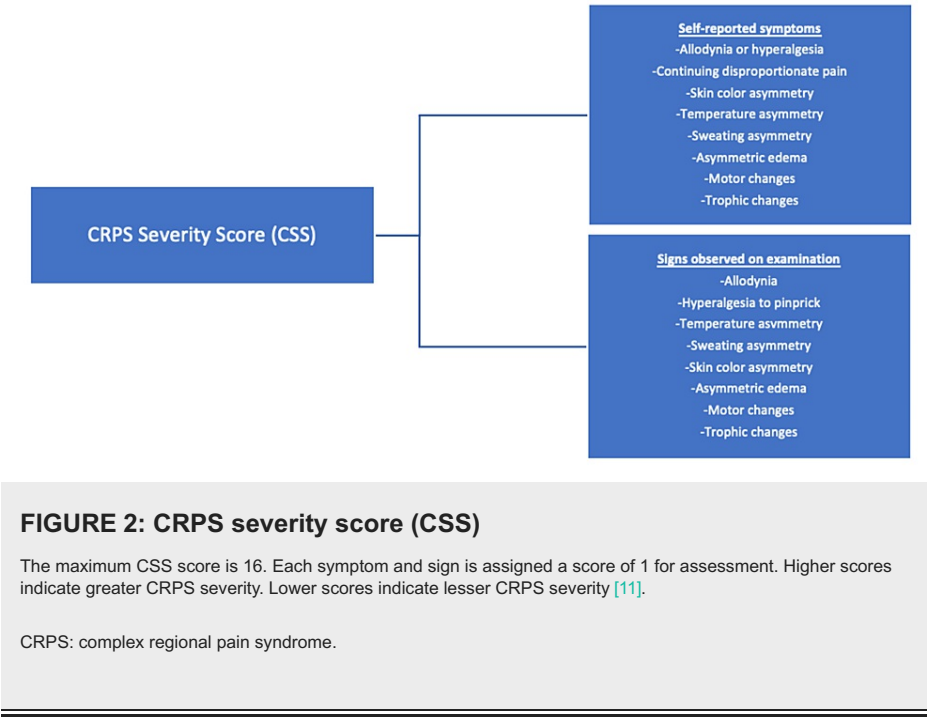 CRPS Severity Score (CSS)
Self-reported symptoms
-Allodynia or hyperalgesia
-Continuing disproportionate pain
-Skin color asymmetry
-Temperature asymmetry
-Sweating asymmetry
-Asymmetric edema
-Motor changes
-Trophic changes
Signs observed on examination
-Allodynia
-Hyperalgesia to pinprick
-Temperature asvmmetry
-Sweating asymmetry
-Skin color asymmetry
-Asymmetric edema
-Motor changes
-Trophic changes
FIGURE 2: CRPS severity score (CSS)
The maximum CSS score is 16. Each symptom and sign is assigned a score of 1 for assessment. Higher scores
indicate greater CRPS severity. Lower scores indicate lesser CRPS severity [11].
CRPS: complex regional pain syndrome.